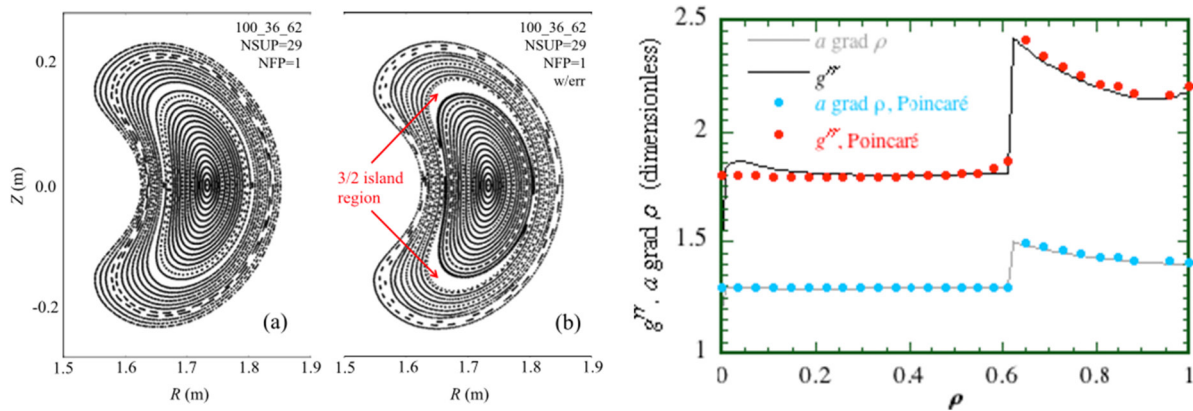 100_36_62
NSUP=29
NFP=1
0.2
0.0
-0.2
Z (m)
(a)
1.5 1.6 1.7 1.8 1.9
R (m)
100_36_62
NSUP=29
NFP=1
w/err
3/2 island
region
(b)
1.5 1.6 1.7 1.8 1.9
R (m)
2.5
2
1.5
1
g^rr, a grad ρ (dimensionless)
a grad ρ
g^rr
a grad ρ, Poincaré
g^rr, Poincaré
0 0.2 0.4 0.6 0.8 1
ρ